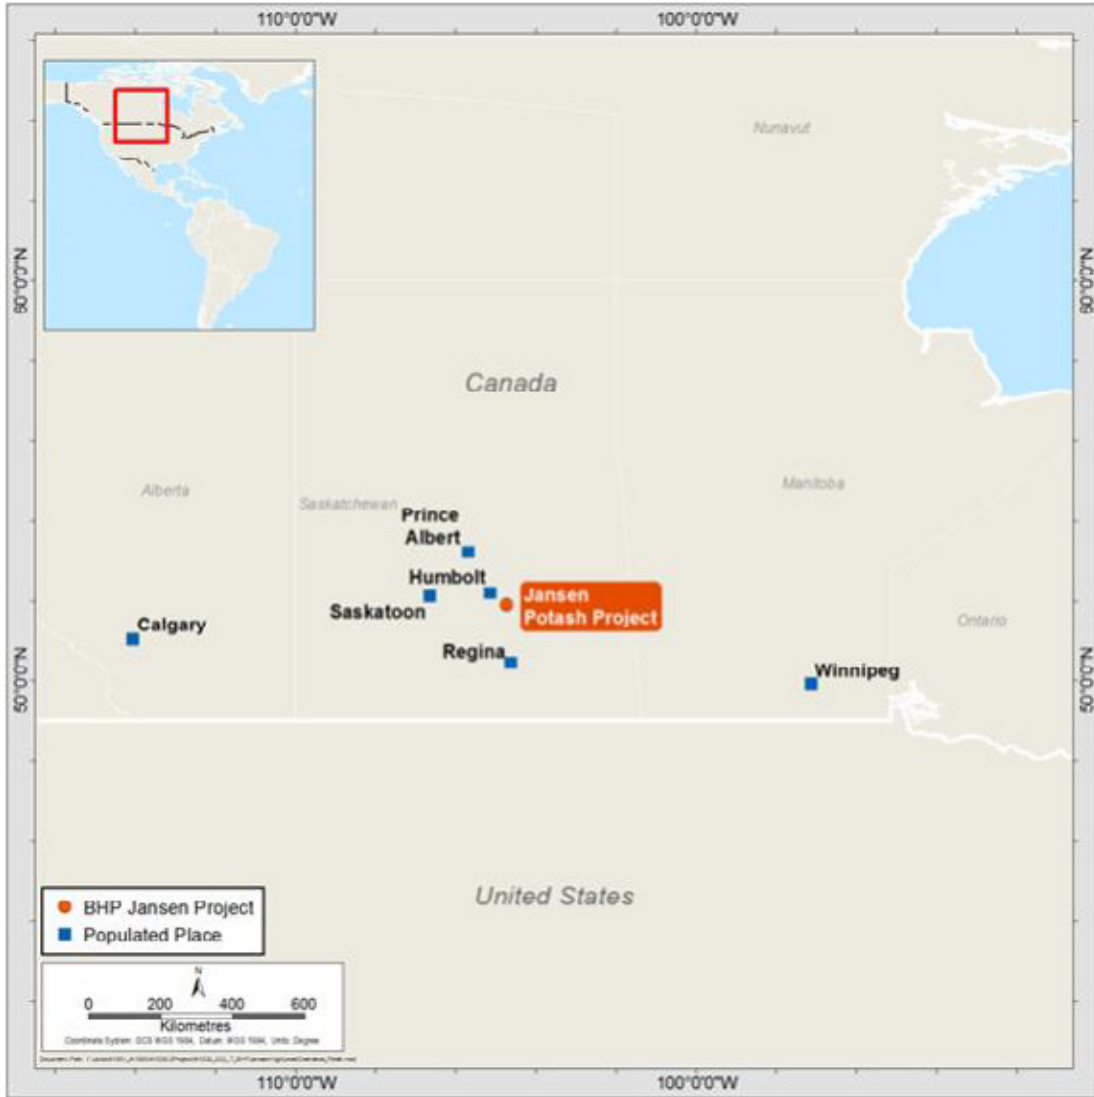 110°0'0"W
100°0'0"W
Nunavut
60°0'0"N
60°0'0"N
Canada
Alberta
Saskatchewan
Manitoba
Prince
Albert
Humbolt
Jansen
Potash Project
Saskatoon
Calgary
Regina
Ontario
Winnipeg
50°0'0"N
50°0'0"N
United States
BHP Jansen Project
Populated Place
N
0 200 400 600
Kilometres
Coordinate System: GCS WGS 1984, Datum: WGS 1984, Units: Degree
110°0'0"W
100°0'0"W